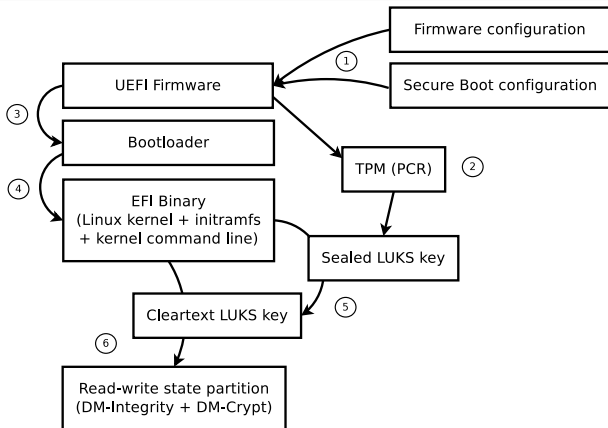 Firmware configuration
①
UEFI Firmware
Secure Boot configuration
③
Bootloader
TPM (PCR)
②
④
EFI Binary
(Linux kernel + initramfs
+ kernel command line)
Sealed LUKS key
Cleartext LUKS key
⑤
⑥
Read-write state partition
(DM-Integrity + DM-Crypt)